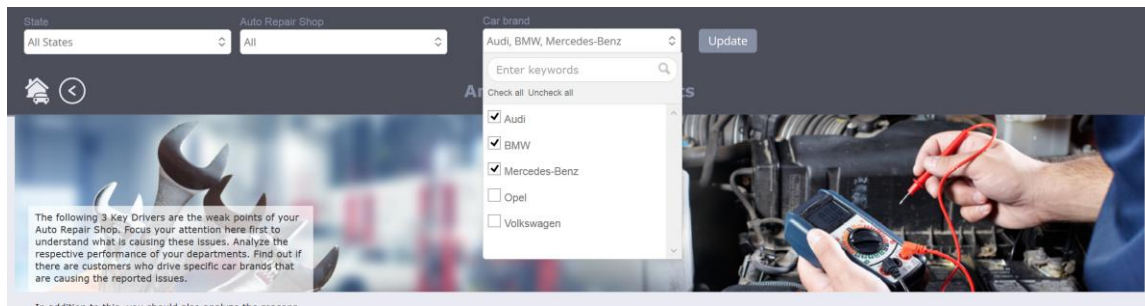 State
Auto Repair Shop
Car brand
All States
All
Audi, BMW, Mercedes-Benz
Update
Enter keywords
Check all Uncheck all
Audi
BMW
Mercedes-Benz
Opel
Volkswagen
The following 3 Key Drivers are the weak points of your
Auto Repair Shop. Focus your attention here first to
understand what is causing these issues. Analyze the
respective performance of your departments. Find out if
there are customers who drive specific car brands that
are causing the reported issues.